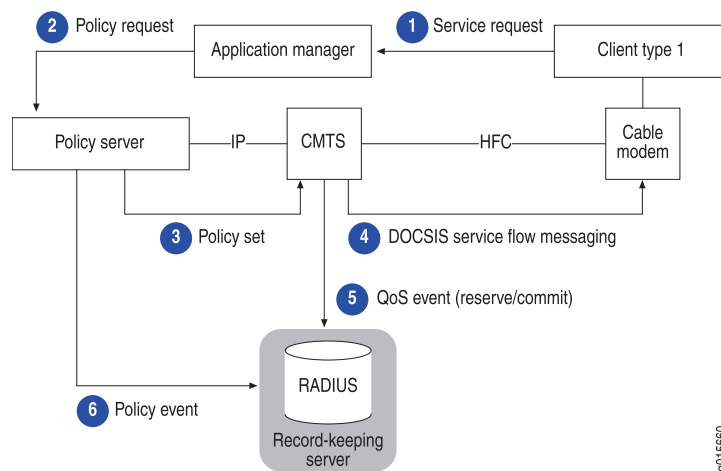 2 Policy request
1 Service request
Application manager
Client type 1
Policy server
IP
CMTS
HFC
Cable
modem
3 Policy set
4 DOCSIS service flow messaging
5 QoS event (reserve/commit)
RADIUS
6 Policy event
Record-keeping
server